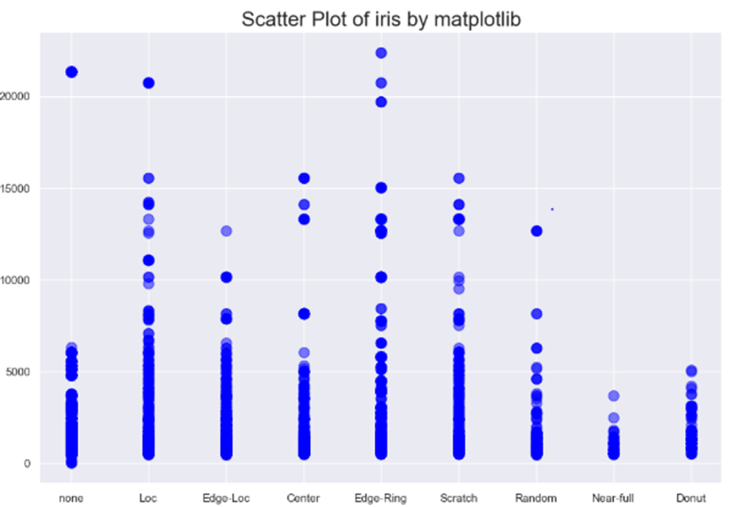 Scatter Plot of iris by matplotlib
20000
15000
10000
5000
0
none Loc Edge-Loc Center Edge-Ring Scratch Random Near-full Donut